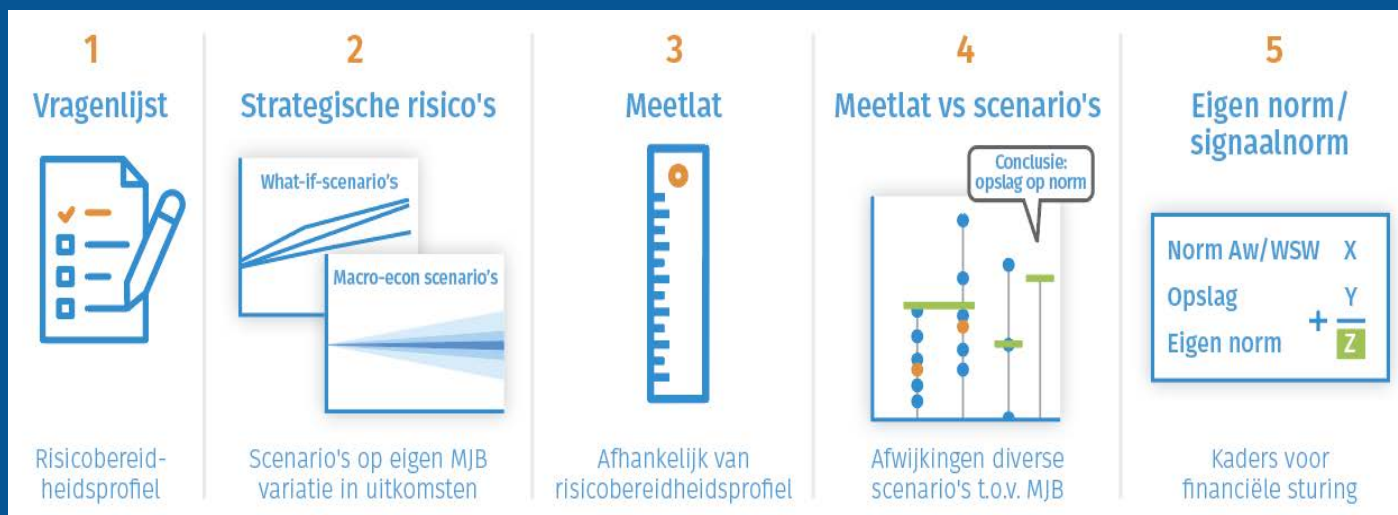 1
Vragenlijst
Risicobereid-
heidsprofiel
2
Strategische risico's
What-if-scenario's
Macro-econ scenario's
Scenario's op eigen MJB
variatie in uitkomsten
3
Meetlat
Afhankelijk van
risicobereidheidsprofiel
4
Meetlat vs scenario's
Conclusie:
opslag op norm
Afwijkingen diverse
scenario's t.o.v. MJB
5
Eigen norm/
signaalnorm
Norm Aw/WSW X
Opslag Y
+
Eigen norm Z
Kaders voor
financiële sturing